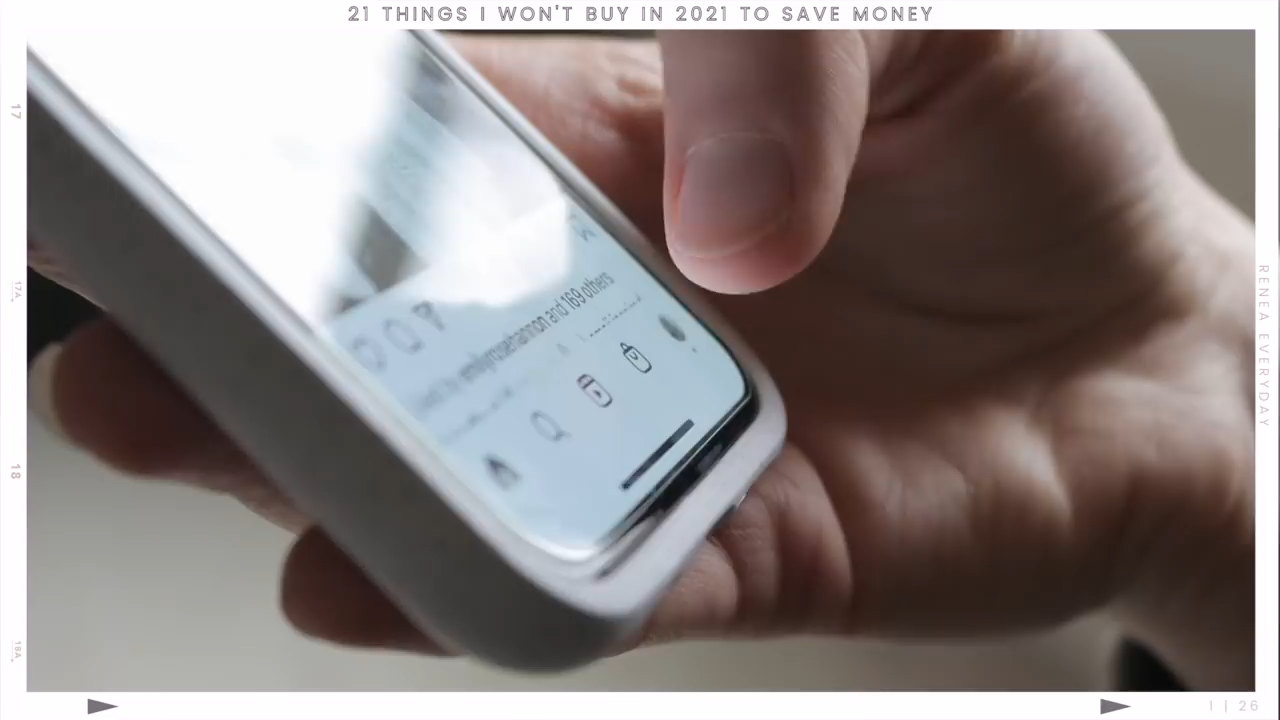 21 THINGS I WON'T BUY IN 2021 TO SAVE MONEY
17
17A
18
and 169 others
RENEA EVERYDAY
18A
1 | 26